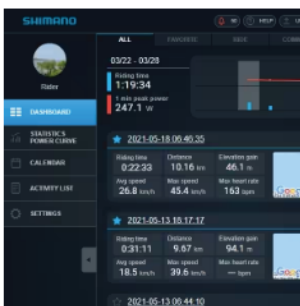 SHIMANO
HELP
ALL
FAVORITE
RIDE
03/22 - 03/28
Riding time
1:19:34
1 min peak power
247.1 W
Rider
DASHBOARD
STATISTICS
POWER CURVE
CALENDAR
ACTIVITY LIST
SETTINGS
2021-05-18 06:46:35
Riding time Distance Elevation gain
0:22:33 10.16 km 46.1 m
Avg speed Max speed Max heart rate
26.8 km/h 45.4 km/h 163 bpm
2021-05-13 18:17:17
Riding time Distance Elevation gain
0:31:11 9.67 km 94.1 m
Avg speed Max speed Max heart rate
18.5 km/h 39.6 km/h --- bpm
2021-05-13 06:44:10